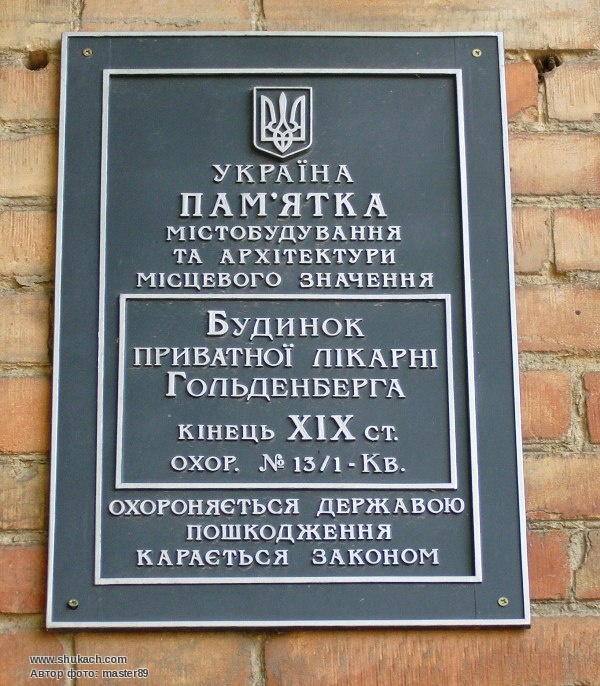 УКРАЇНА
ПАМ'ЯТКА
МІСТОБУДУВАННЯ
ТА АРХІТЕКТУРИ
МІСЦЕВОГО ЗНАЧЕННЯ
БУДИНОК
ПРИВАТНОЇ ЛІКАРНІ
ГОЛЬДЕНБЕРГА
КІНЕЦЬ XIX СТ.
ОХОР. № 13/1 - КВ.
ОХОРОНЯЄТЬСЯ ДЕРЖАВОЮ
ПОШКОДЖЕННЯ
КАРАЄТЬСЯ ЗАКОНОМ
www.shukach.com
Автор фото: master89